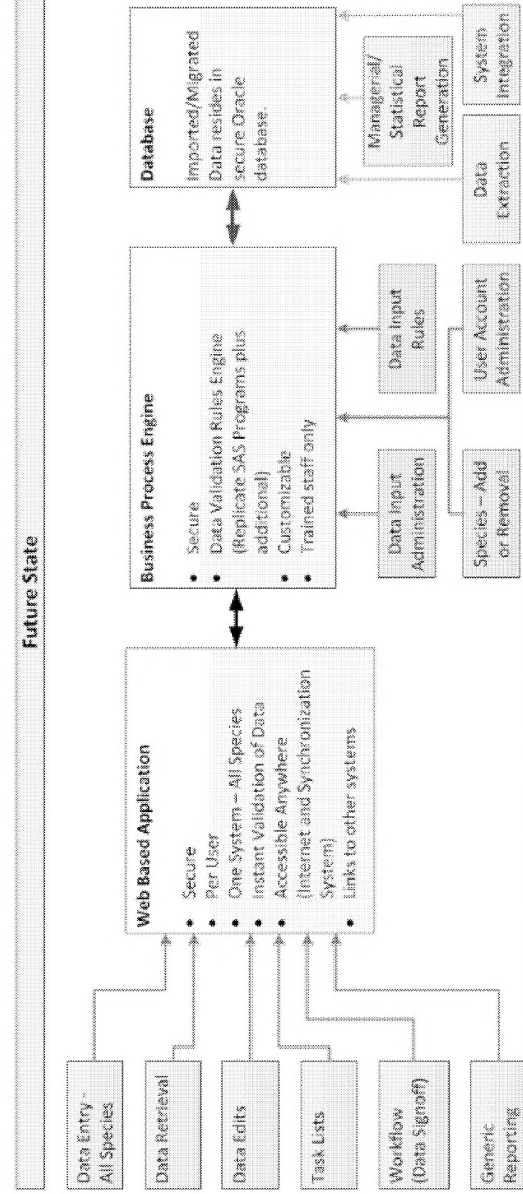 Future State
Data Entry -
All Species
Data Retrieval
Data Edits
Task Lists
Workflow
(Data Signoff)
Generic
Reporting
Web Based Application
• Secure
• Per User
• One System – All Species
• Instant Validation of Data
• Accessible Anywhere
(Internet and Synchronization
System)
• Links to other systems
Business Process Engine
• Secure
• Data Validation Rules Engine
(Replicate SAS Programs plus
additional)
• Customizable
• Trained staff only
Data Input
Administration
Data Input
Rules
Species – Add
or Removal
User Account
Administration
Database
Imported/Migrated
Data resides in
secure Oracle
database.
Managerial/
Statistical
Report
Generation
Data
Extraction
System
Integration